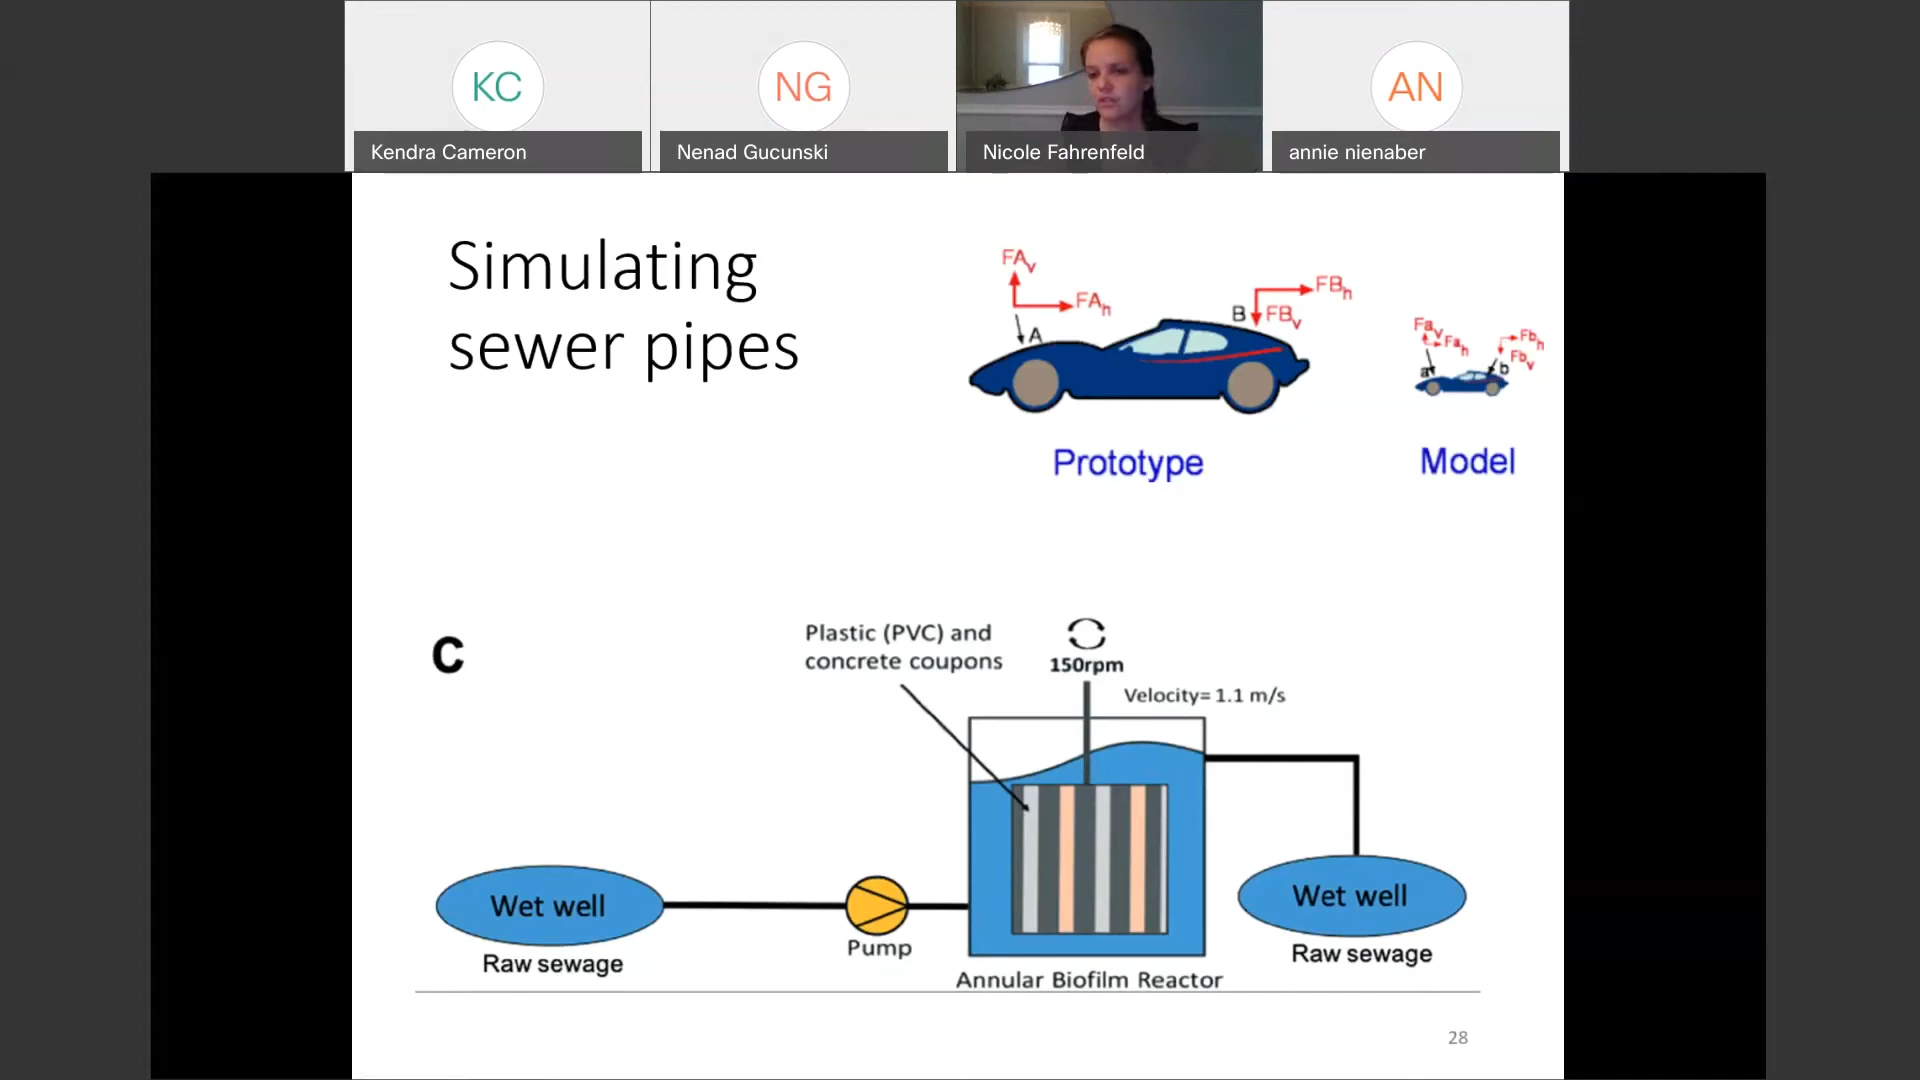 KC
NG
AN
Kendra Cameron
Nenad Gucunski
Nicole Fahrenfeld
annie nienaber
Simulating
sewer pipes
FAv
FAh
A
B
FBh
FBv
Fav
Fah
a
Fbh
Fbv
b
Prototype
Model
C
Plastic (PVC) and
concrete coupons
150rpm
Velocity= 1.1 m/s
Wet well
Raw sewage
Pump
Annular Biofilm Reactor
Wet well
Raw sewage
28